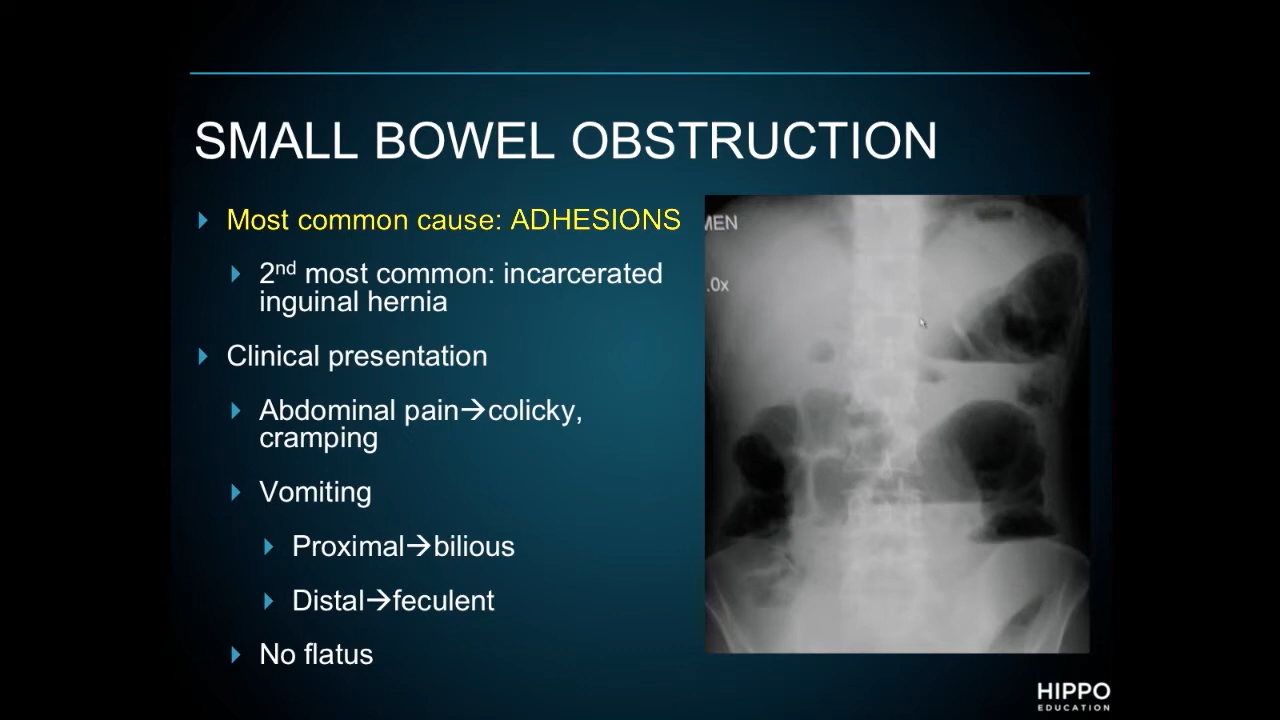 SMALL BOWEL OBSTRUCTION
Most common cause: ADHESIONS
2nd most common: incarcerated
inguinal hernia
Clinical presentation
Abdominal pain→colicky,
cramping
Vomiting
Proximal→bilious
Distal→feculent
No flatus
MEN
.0x
HIPPO
EDUCATION